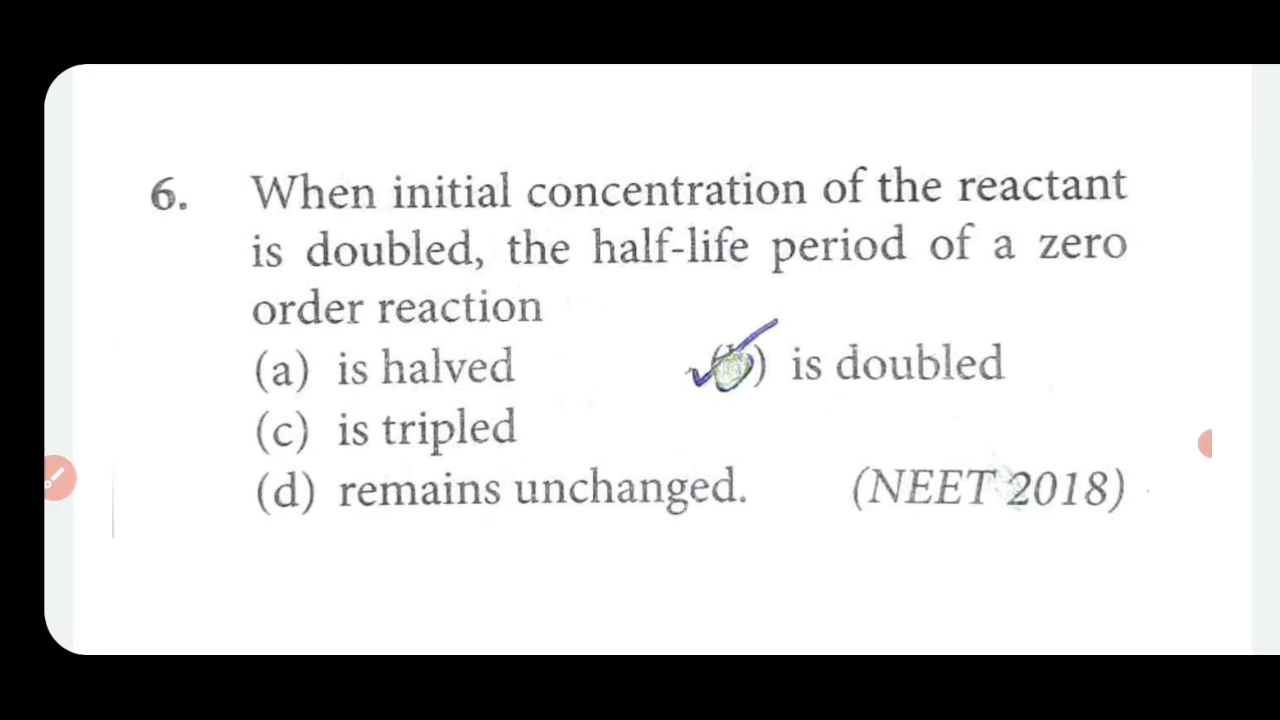 6. When initial concentration of the reactant
is doubled, the half-life period of a zero
order reaction
(a) is halved (b) is doubled
(c) is tripled
(d) remains unchanged. (NEET 2018)